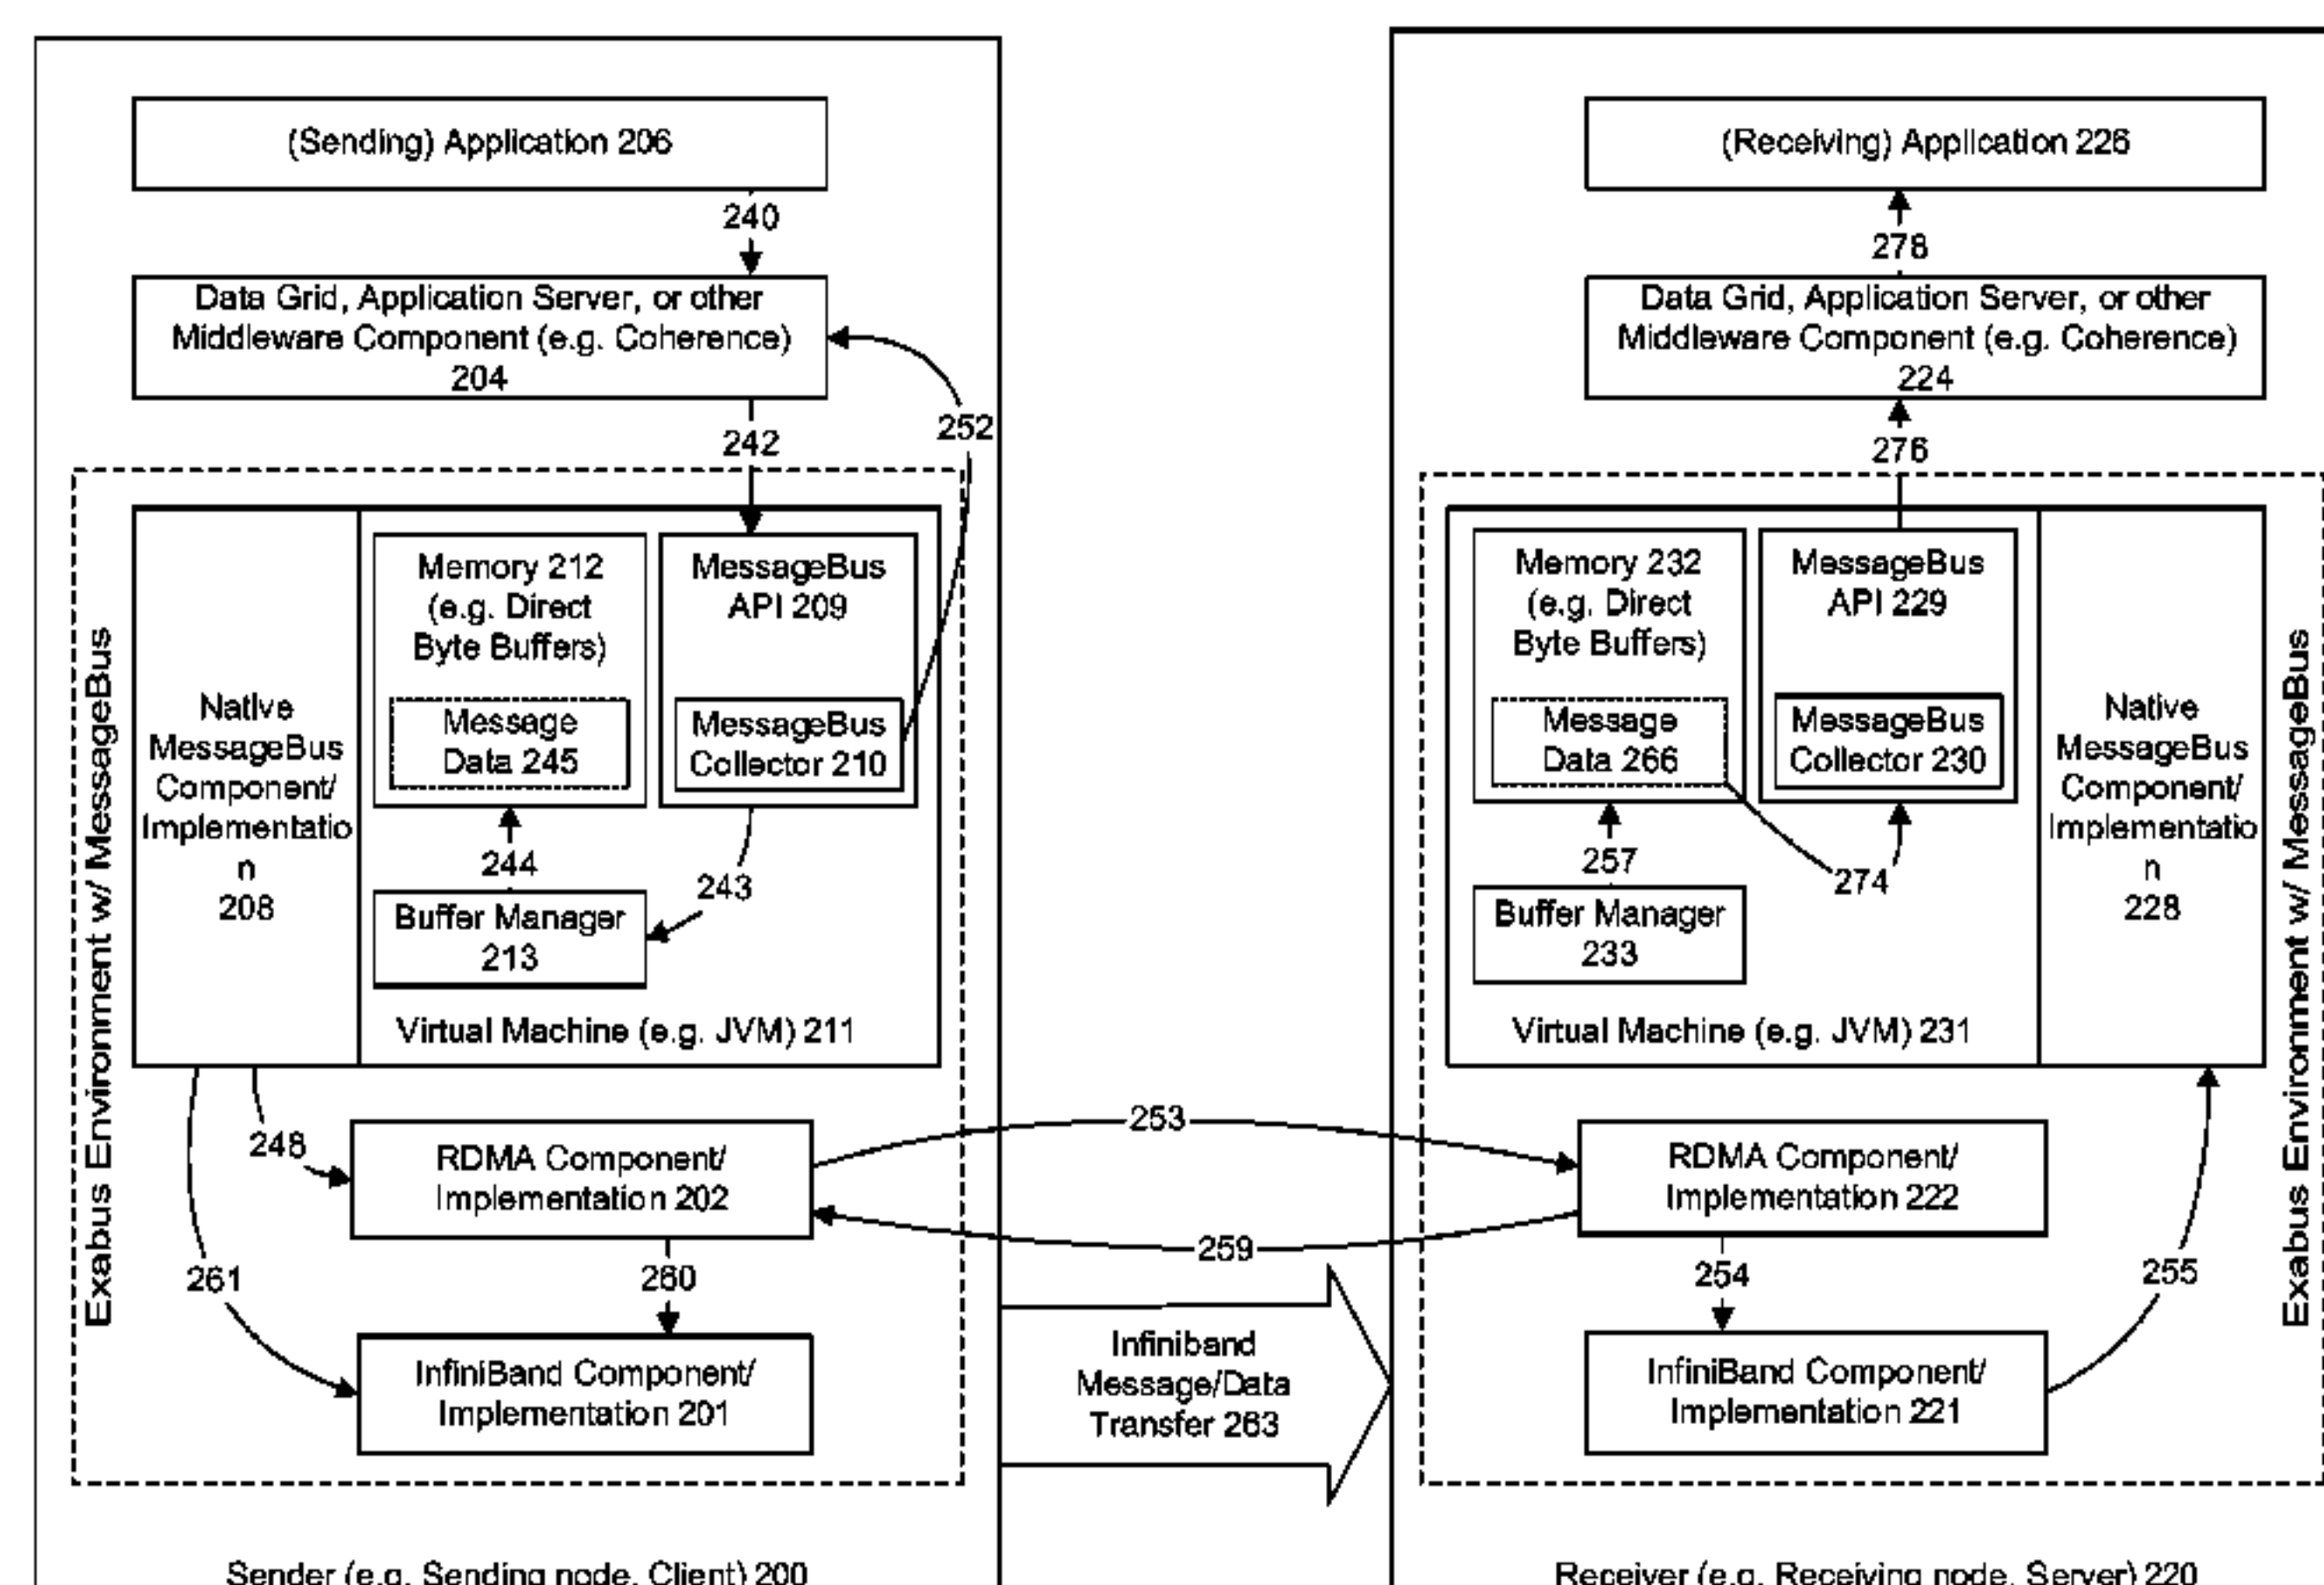 (Sending) Application 206
240
Data Grid, Application Server, or other
Middleware Component (e.g. Coherence)
204
252
242
Exabus Environment w/ MessageBus
Native
MessageBus
Component/
Implementatio
n
208
Memory 212
(e.g. Direct
Byte Buffers)
Message
Data 245
MessageBus
API 209
MessageBus
Collector 210
244
243
Buffer Manager
213
Virtual Machine (e.g. JVM) 211
248
RDMA Component/
Implementation 202
261
260
InfiniBand Component/
Implementation 201
Sender (e.g. Sending node, Client) 200
253
259
Infiniband
Message/Data
Transfer 263
(Receiving) Application 226
278
Data Grid, Application Server, or other
Middleware Component (e.g. Coherence)
224
276
Memory 232
(e.g. Direct
Byte Buffers)
Message
Data 266
MessageBus
API 229
MessageBus
Collector 230
Native
MessageBus
Component/
Implementatio
n
228
Exabus Environment w/ MessageBus
257
274
Buffer Manager
233
Virtual Machine (e.g. JVM) 231
RDMA Component/
Implementation 222
254
255
InfiniBand Component/
Implementation 221
Receiver (e.g. Receiving node, Server) 220